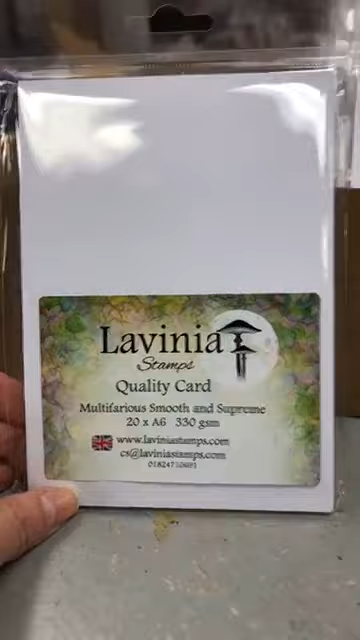 Lavinia
Stamps
Quality Card
Multifarious Smooth and Supreme
20 x A6 330 gsm
www.laviniastamps.com
cs@laviniastamps.com